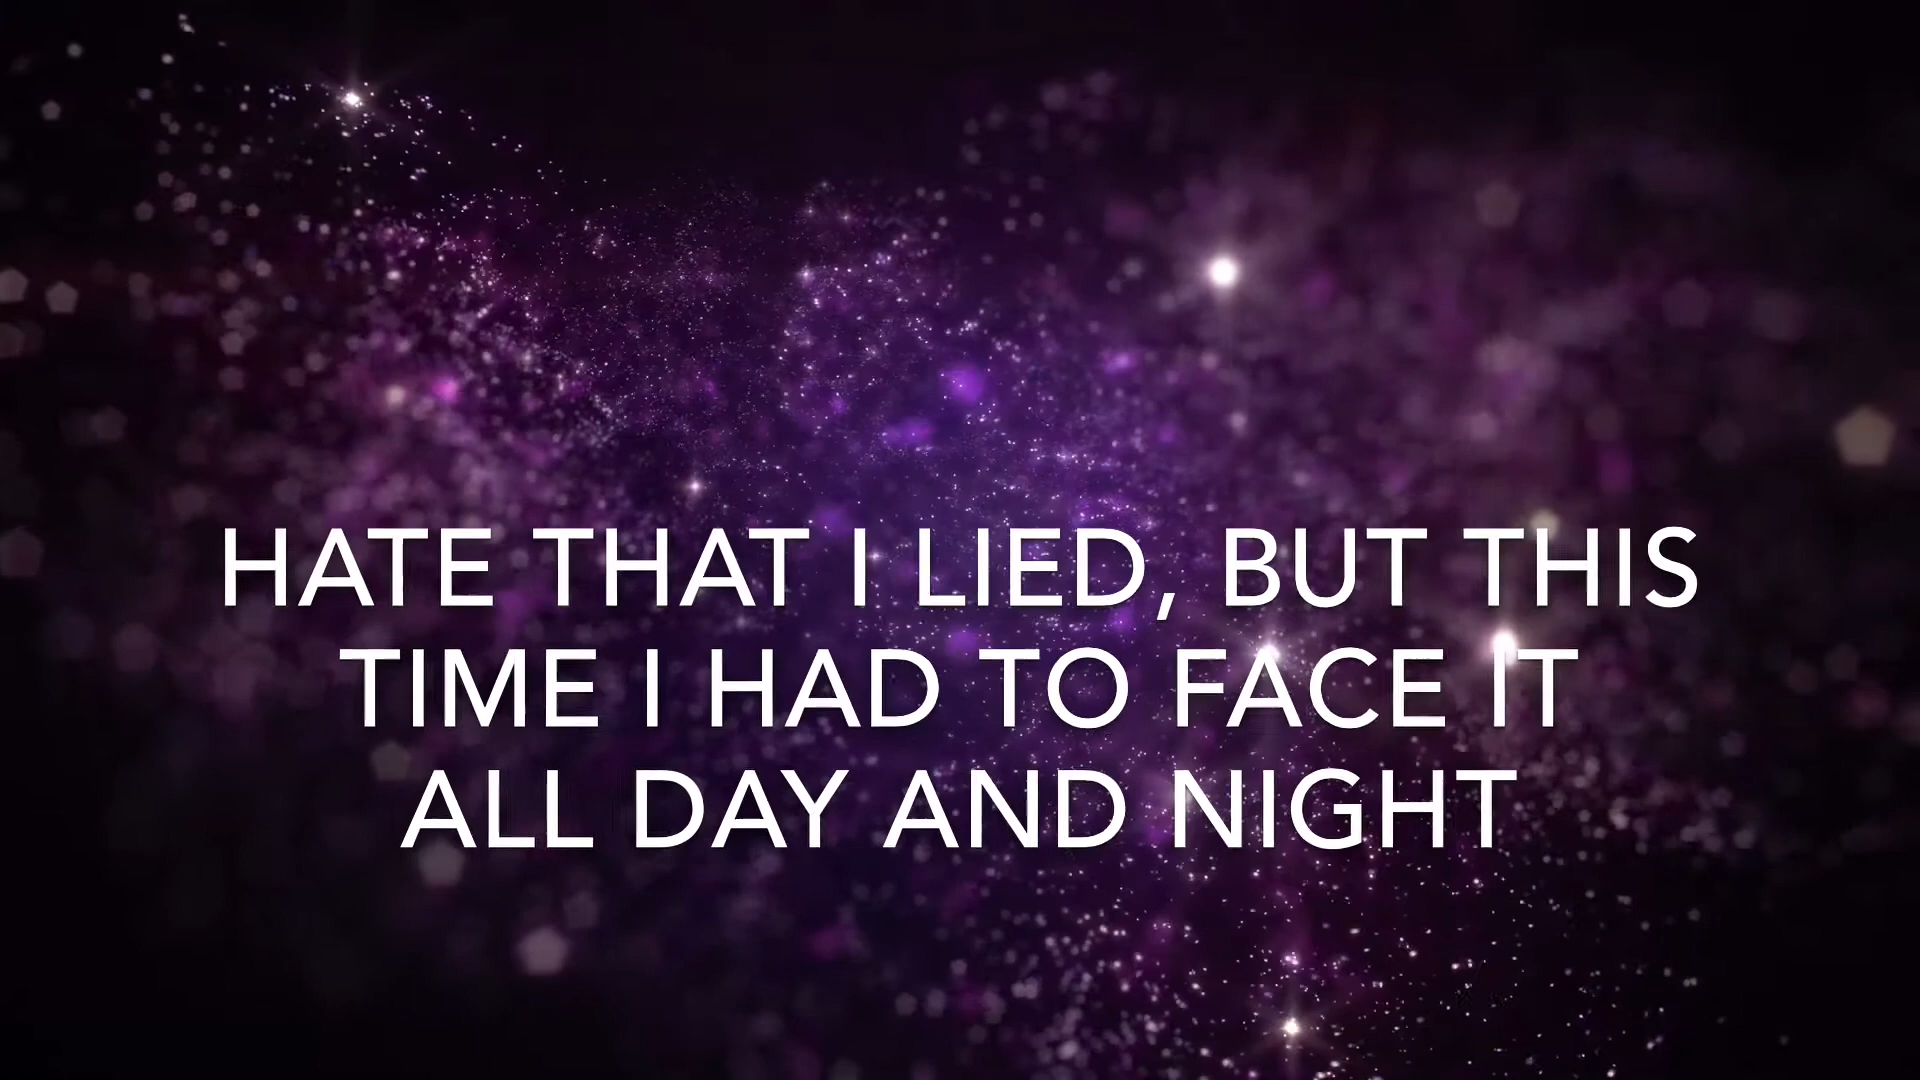 HATE THAT I LIED, BUT THIS
TIME I HAD TO FACE IT
ALL DAY AND NIGHT